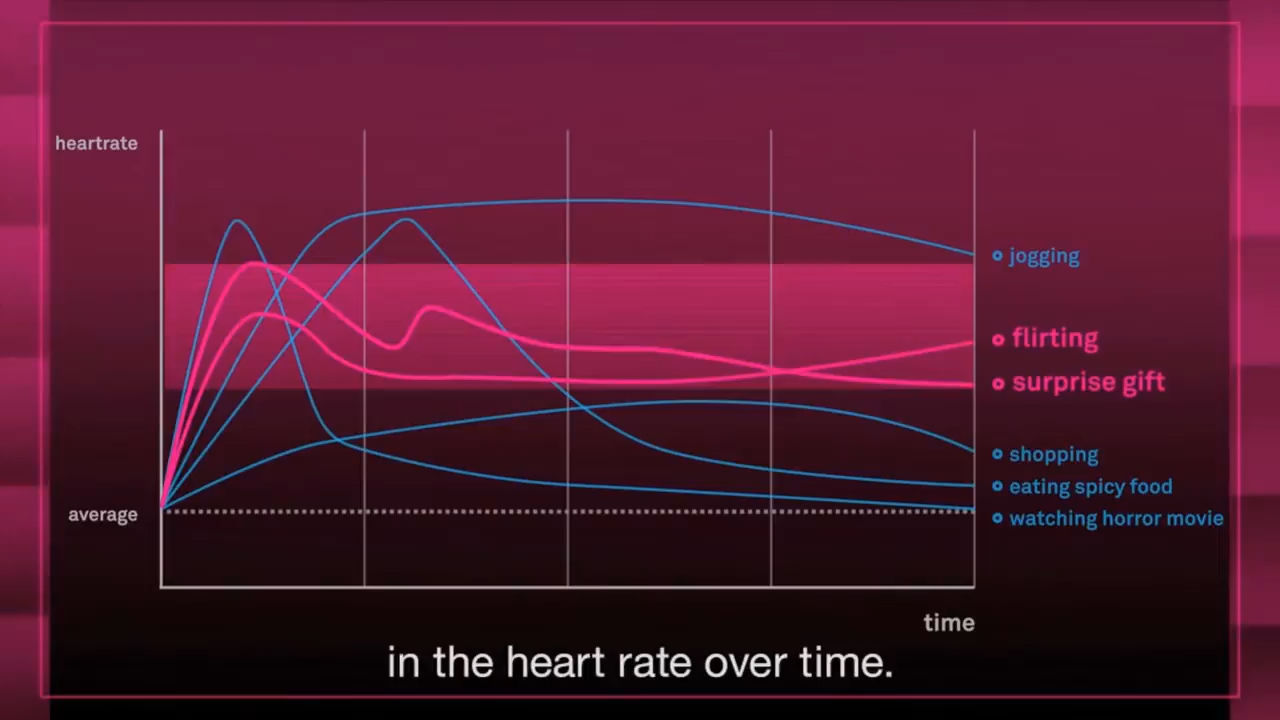 heartrate
jogging
flirting
surprise gift
shopping
eating spicy food
average
watching horror movie
time
in the heart rate over time.